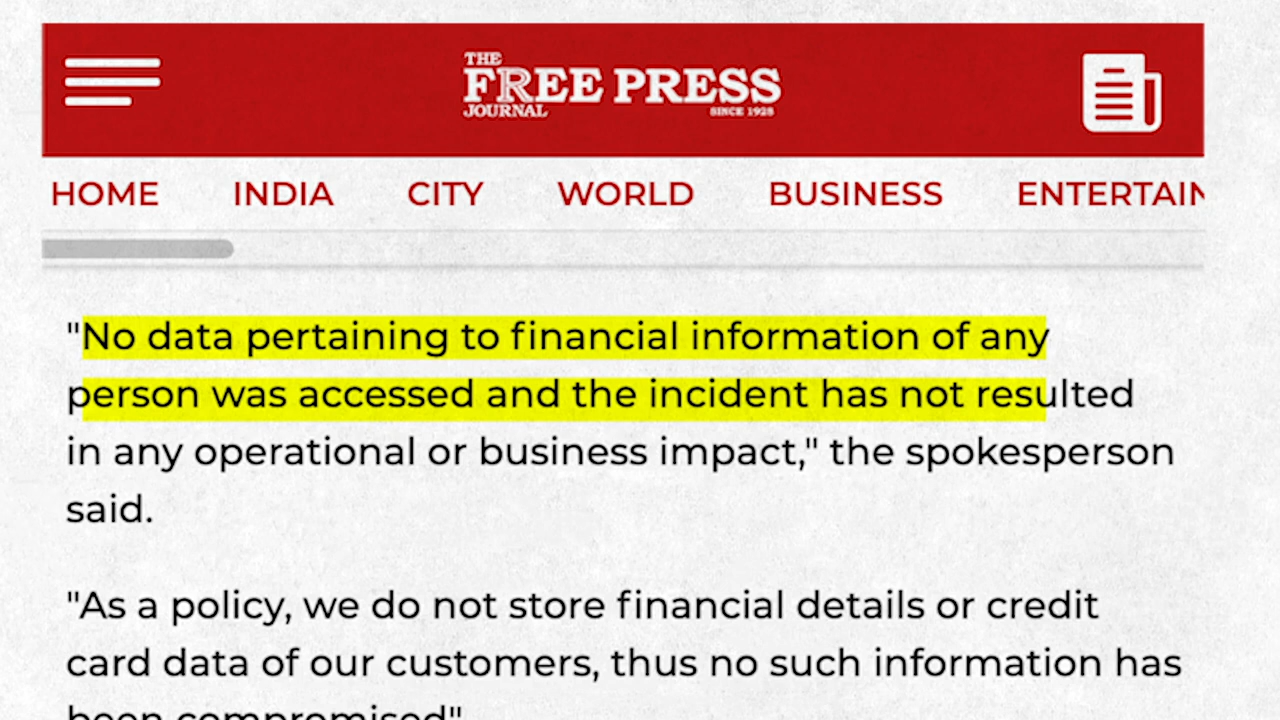 THE
FREE PRESS
JOURNAL
SINCE 1928
HOME INDIA CITY WORLD BUSINESS ENTERTAIN
"No data pertaining to financial information of any
person was accessed and the incident has not resulted
in any operational or business impact," the spokesperson
said.
"As a policy, we do not store financial details or credit
card data of our customers, thus no such information has
been compromised"